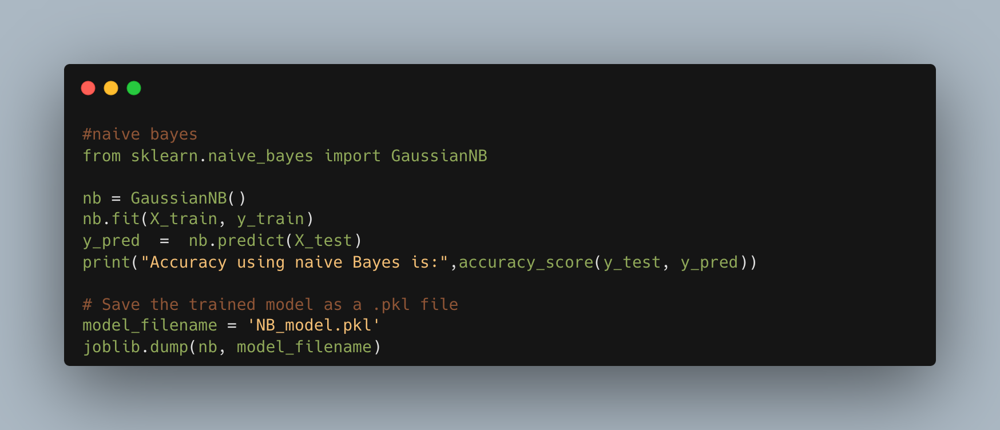 #naive bayes
from sklearn.naive_bayes import GaussianNB
nb = GaussianNB()
nb.fit(X_train, y_train)
y_pred  =  nb.predict(X_test)
print("Accuracy using naive Bayes is:",accuracy_score(y_test, y_pred))
# Save the trained model as a .pkl file
model_filename = 'NB_model.pkl'
joblib.dump(nb, model_filename)